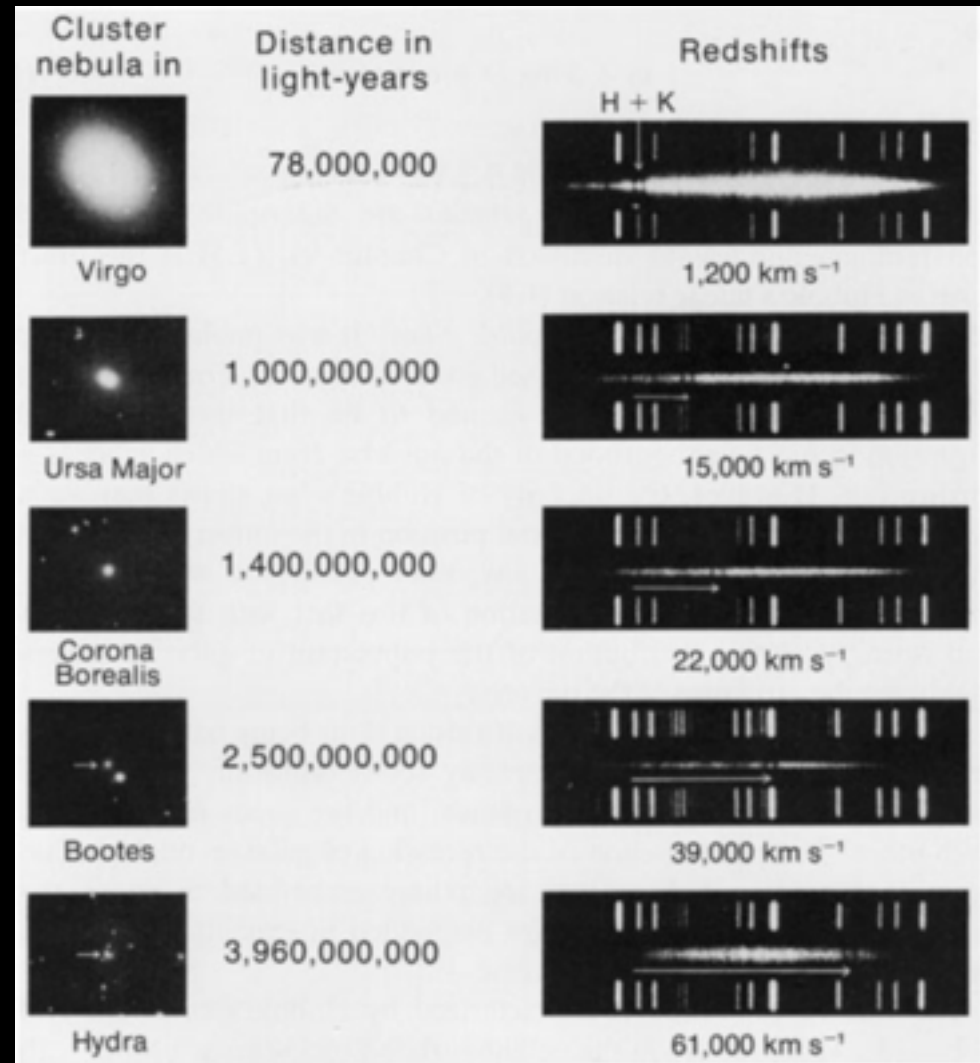 Cluster
nebula in
Distance in
light-years
Redshifts
H + K
78,000,000
Virgo
1,200 km s⁻¹
1,000,000,000
Ursa Major
15,000 km s⁻¹
1,400,000,000
Corona
Borealis
22,000 km s⁻¹
2,500,000,000
Bootes
39,000 km s⁻¹
3,960,000,000
Hydra
61,000 km s⁻¹